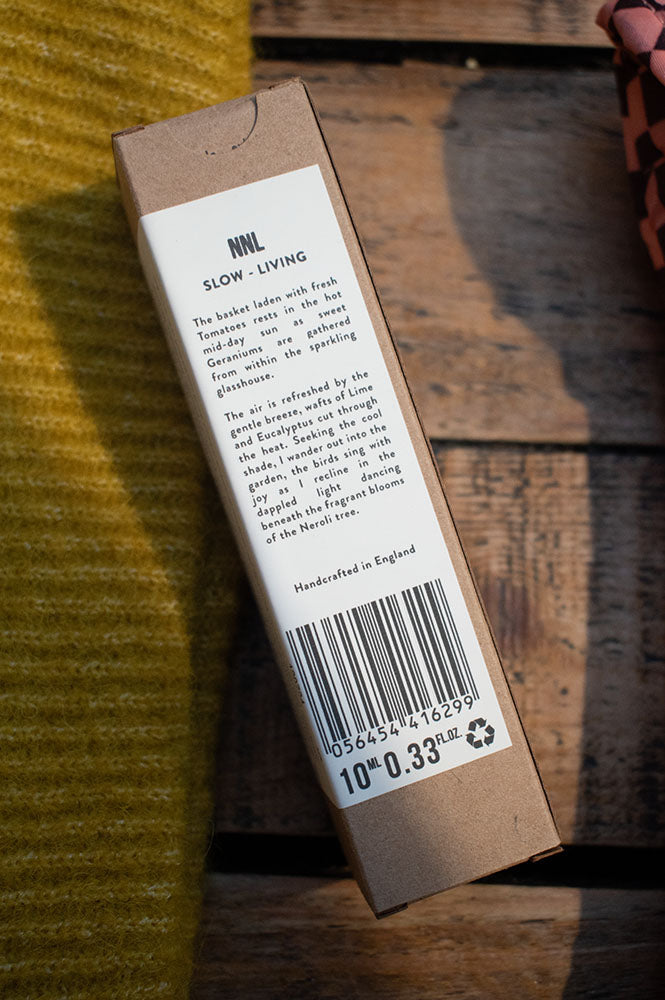 NNL
SLOW - LIVING
The basket laden with fresh
Tomatoes rests in the hot
mid-day sun as sweet
Geraniums are gathered
from within the sparkling
glasshouse.
The air is refreshed by the
gentle breeze, wafts of Lime
and Eucalyptus cut through
the heat. Seeking the cool
shade, I wander out into the
garden, the birds sing with
joy as I recline in the
dappled light dancing
beneath the fragrant blooms
of the Neroli tree.
Handcrafted in England
056454 416299
10ML 0.33FL.OZ.